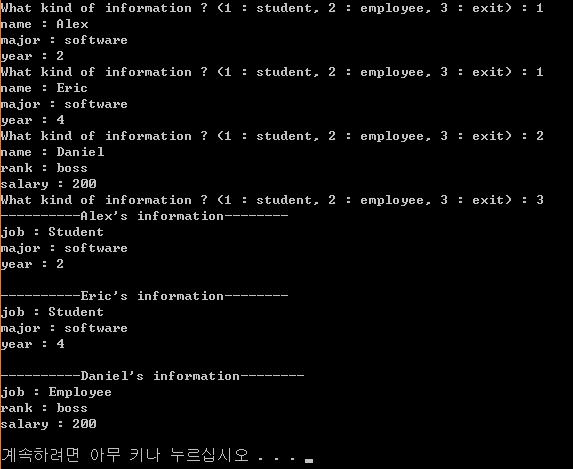 What kind of information ? (1 : student, 2 : employee, 3 : exit) : 1
name : Alex
major : software
year : 2
What kind of information ? (1 : student, 2 : employee, 3 : exit) : 1
name : Eric
major : software
year : 4
What kind of information ? (1 : student, 2 : employee, 3 : exit) : 2
name : Daniel
rank : boss
salary : 200
What kind of information ? (1 : student, 2 : employee, 3 : exit) : 3
----------Alex's information--------
job : Student
major : software
year : 2
----------Eric's information--------
job : Student
major : software
year : 4
----------Daniel's information--------
job : Employee
rank : boss
salary : 200
계속하려면 아무 키나 누르십시오 . . .